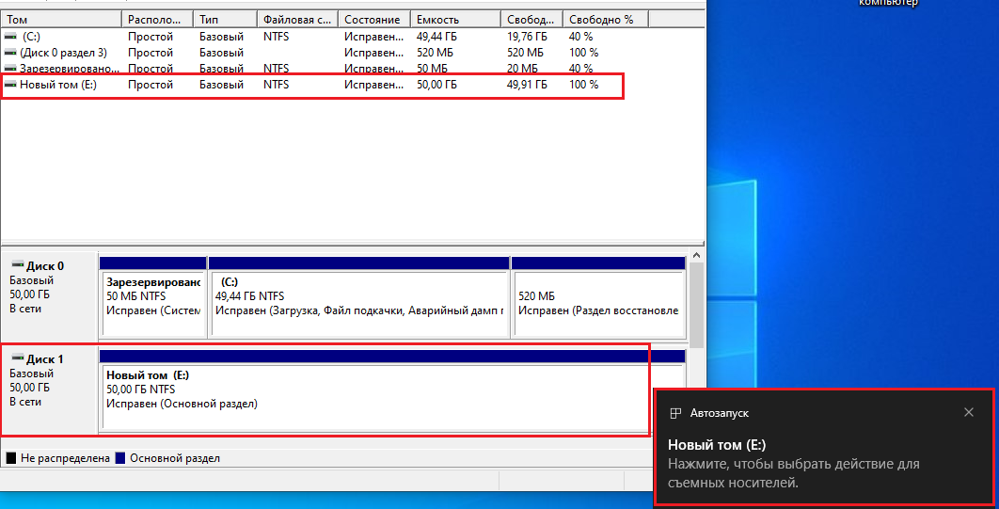 компьютер
Том Располо... Тип Файловая с... Состояние Емкость Свобод... Свободно %
(C:) Простой Базовый NTFS Исправен... 49,44 ГБ 19,76 ГБ 40 %
(Диск 0 раздел 3) Простой Базовый Исправен... 520 МБ 520 МБ 100 %
Зарезервировано... Простой Базовый NTFS Исправен... 50 МБ 20 МБ 40 %
Новый том (E:) Простой Базовый NTFS Исправен... 50,00 ГБ 49,91 ГБ 100 %
Диск 0
Базовый
50,00 ГБ
В сети
Зарезервировано
50 МБ NTFS
Исправен (Систем
(C:)
49,44 ГБ NTFS
Исправен (Загрузка, Файл подкачки, Аварийный дамп п
520 МБ
Исправен (Раздел восстановле
Диск 1
Базовый
50,00 ГБ
В сети
Новый том (E:)
50,00 ГБ NTFS
Исправен (Основной раздел)
Не распределена Основной раздел
Автозапуск
Новый том (E:)
Нажмите, чтобы выбрать действие для
съемных носителей.